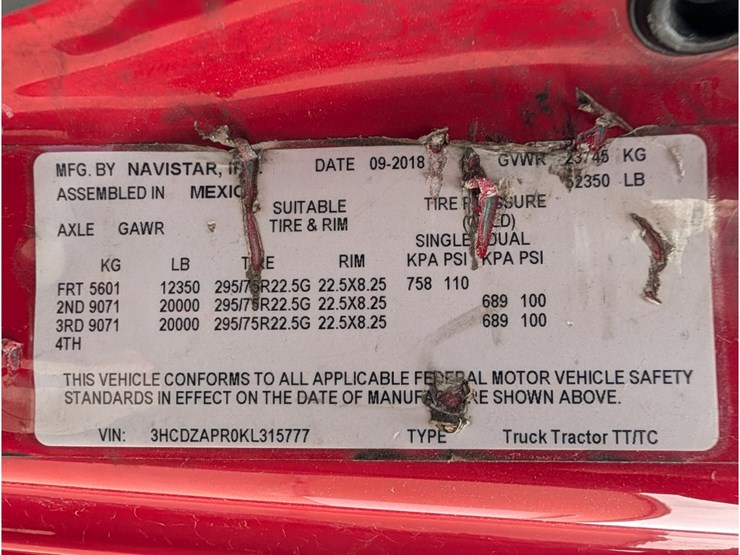 MFG. BY NAVISTAR, DATE 09-2018 GVWR 23745 KG
ASSEMBLED IN MEXICO 52350 LB
SUITABLE TIRE PRESSURE
AXLE GAWR TIRE & RIM
SINGLE DUAL
KG LB TIRE RIM KPA PSI KPA PSI
FRT 5601 12350 295/75R22.5G 22.5X8.25 758 110
2ND 9071 20000 295/75R22.5G 22.5X8.25 689 100
3RD 9071 20000 295/75R22.5G 22.5X8.25 689 100
4TH
THIS VEHICLE CONFORMS TO ALL APPLICABLE FEDERAL MOTOR VEHICLE SAFETY
STANDARDS IN EFFECT ON THE DATE OF MANUFACTURE SHOWN ABOVE.
VIN: 3HCDZAPR0KL315777 TYPE Truck Tractor TT/TC